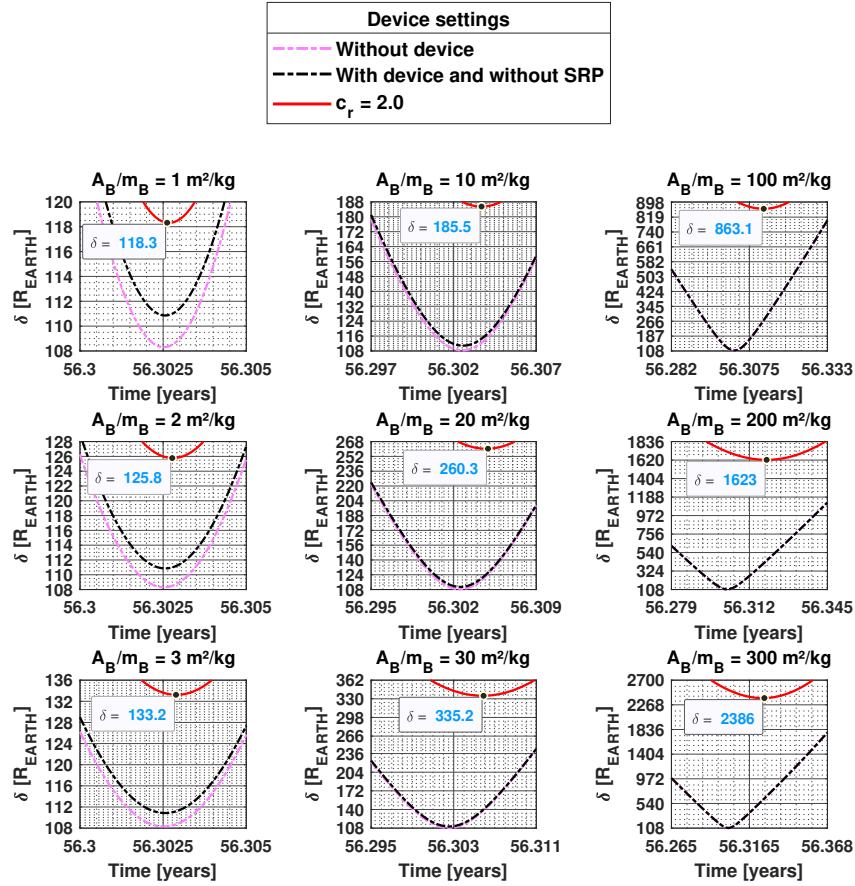 Device settings
Without device
With device and without SRP
c_r = 2.0
A_B/m_B = 1 m²/kg
δ [R_EARTH]
120
118
116
114
112
110
108
δ = 118.3
56.3 56.3025 56.305
Time [years]
A_B/m_B = 10 m²/kg
δ [R_EARTH]
188
180
172
164
156
148
140
132
124
116
108
δ = 185.5
56.297 56.302 56.307
Time [years]
A_B/m_B = 100 m²/kg
δ [R_EARTH]
898
819
740
661
582
503
424
345
266
187
108
δ = 863.1
56.282 56.3075 56.333
Time [years]
A_B/m_B = 2 m²/kg
δ [R_EARTH]
128
126
124
122
120
118
116
114
112
110
108
δ = 125.8
56.3 56.3025 56.305
Time [years]
A_B/m_B = 20 m²/kg
δ [R_EARTH]
268
252
236
220
204
188
172
156
140
124
108
δ = 260.3
56.295 56.302 56.309
Time [years]
A_B/m_B = 200 m²/kg
δ [R_EARTH]
1836
1620
1404
1188
972
756
540
324
108
δ = 1623
56.279 56.312 56.345
Time [years]
A_B/m_B = 3 m²/kg
δ [R_EARTH]
136
132
128
124
120
116
112
108
δ = 133.2
56.3 56.3025 56.305
Time [years]
A_B/m_B = 30 m²/kg
δ [R_EARTH]
362
330
298
266
236
204
172
140
108
δ = 335.2
56.295 56.303 56.311
Time [years]
A_B/m_B = 300 m²/kg
δ [R_EARTH]
2700
2268
1836
1404
972
540
108
δ = 2386
56.265 56.3165 56.368
Time [years]